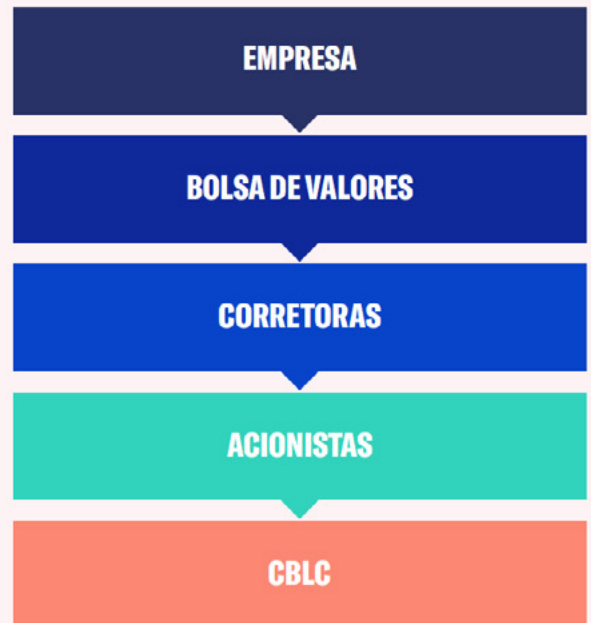 EMPRESA
BOLSA DE VALORES
CORRETORAS
ACIONISTAS
CBLC